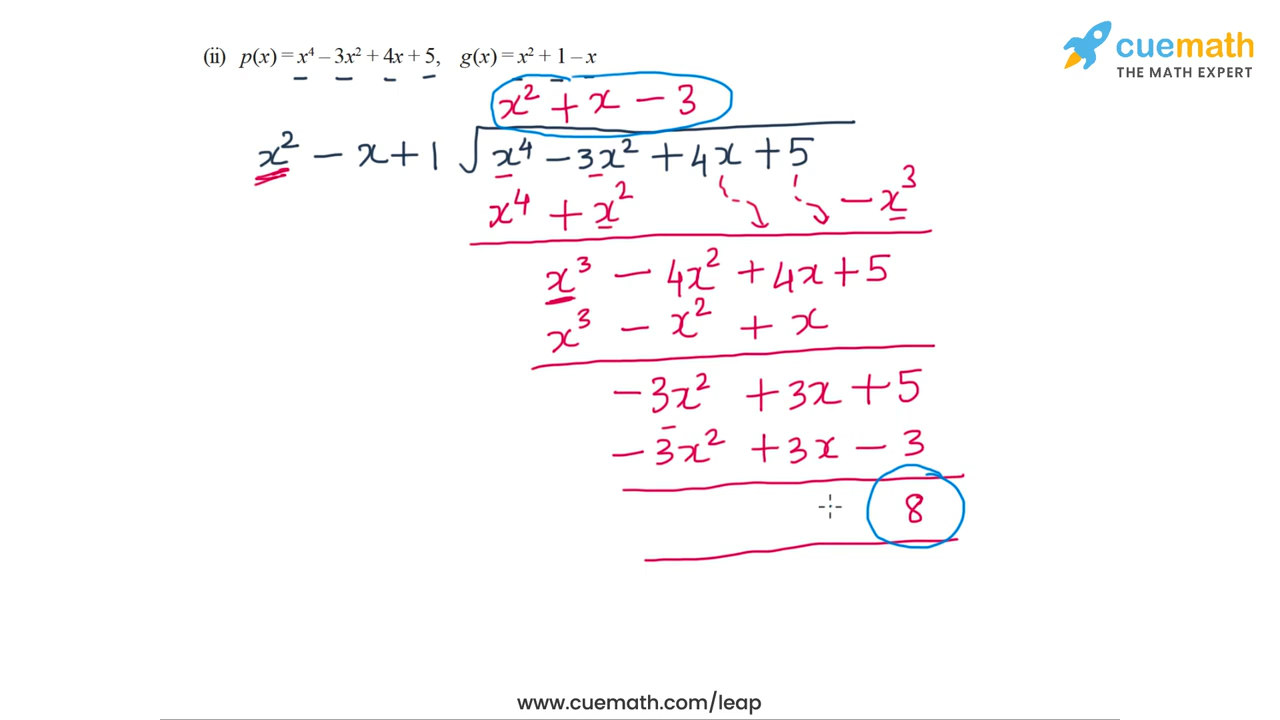 (ii) p(x) = x⁴ – 3x² + 4x + 5, g(x) = x² + 1 – x
cuemath
THE MATH EXPERT
x² + x − 3
x² − x + 1 √ x⁴ − 3x² + 4x + 5
x⁴ + x² − x³
x³ − 4x² + 4x + 5
x³ − x² + x
−3x² + 3x + 5
−3x² + 3x − 3
8
www.cuemath.com/leap